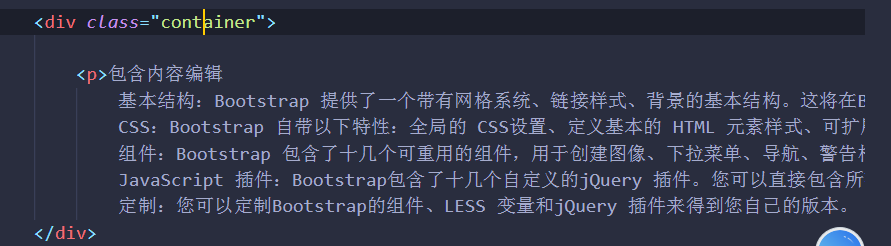 <div class="container">
<p>包含内容编辑
基本结构：Bootstrap 提供了一个带有网格系统、链接样式、背景的基本结构。这将在B
CSS：Bootstrap 自带以下特性：全局的 CSS设置、定义基本的 HTML 元素样式、可扩展
组件：Bootstrap 包含了十几个可重用的组件，用于创建图像、下拉菜单、导航、警告框
JavaScript 插件：Bootstrap包含了十几个自定义的jQuery 插件。您可以直接包含所
定制：您可以定制Bootstrap的组件、LESS 变量和jQuery 插件来得到您自己的版本。
</div>